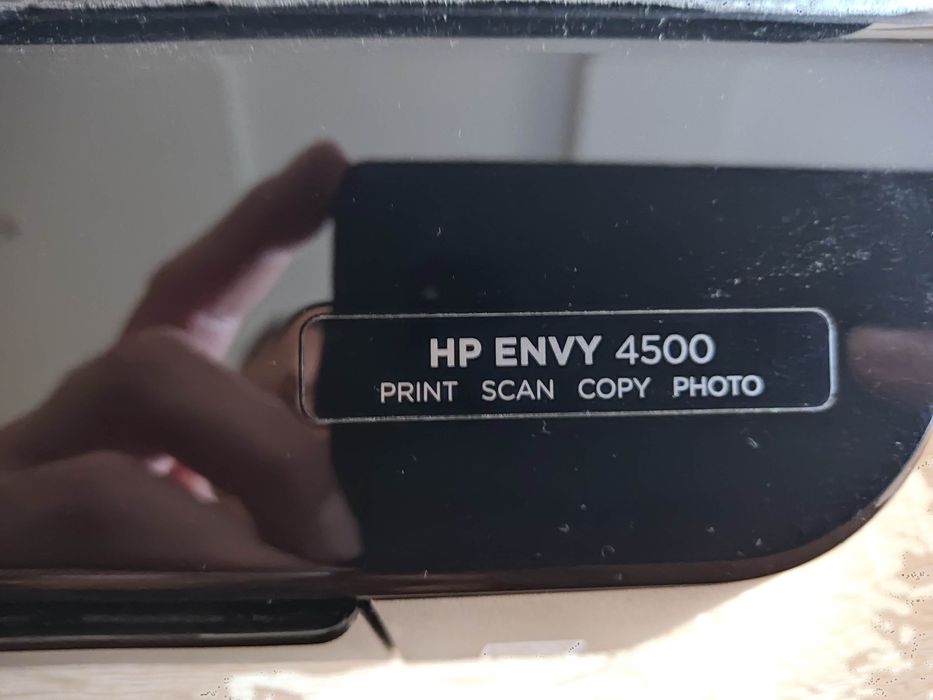 HP ENVY 4500
PRINT SCAN COPY PHOTO